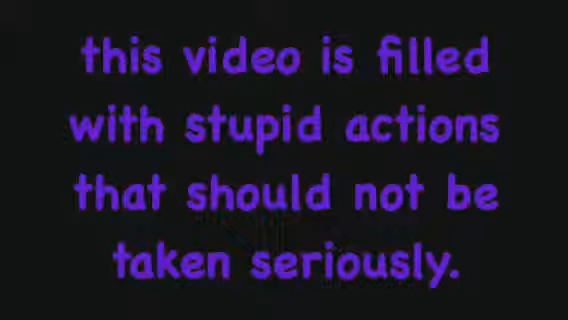 this video is filled
with stupid actions
that should not be
taken seriously.